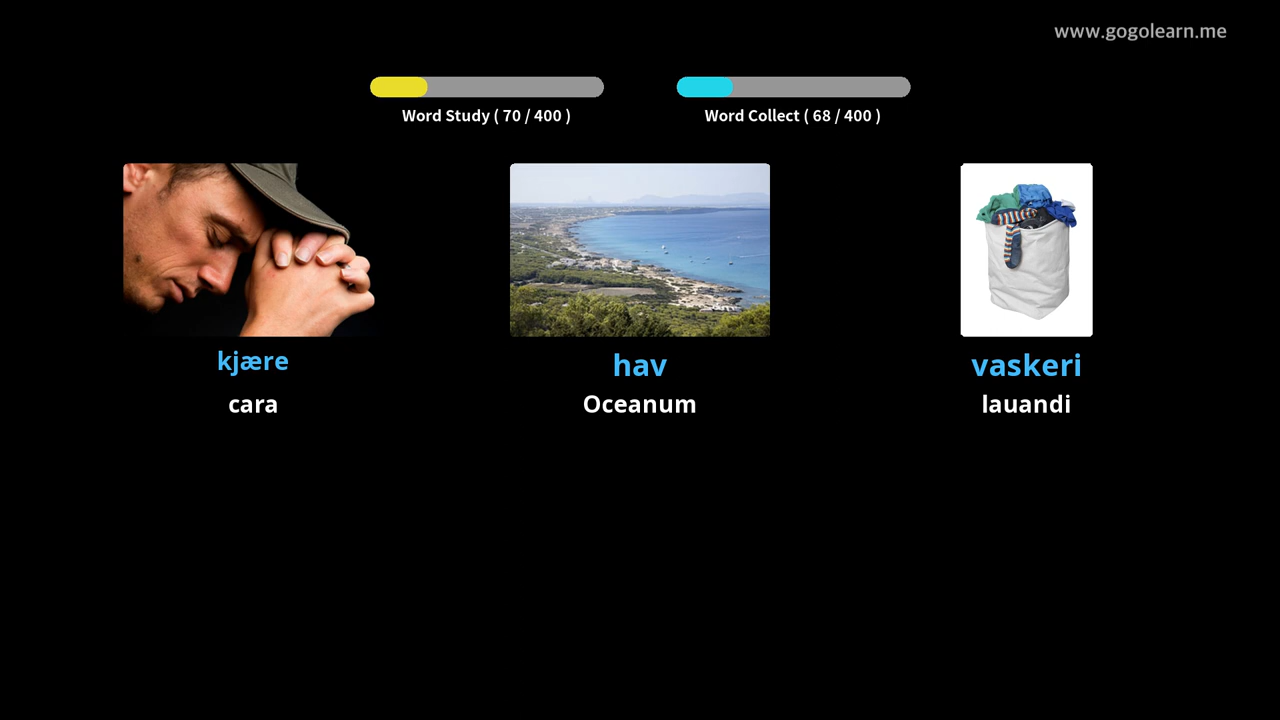 www.gogolearn.me
Word Study ( 70 / 400 )
Word Collect ( 68 / 400 )
kjære
hav
vaskeri
cara
Oceanum
lauandi